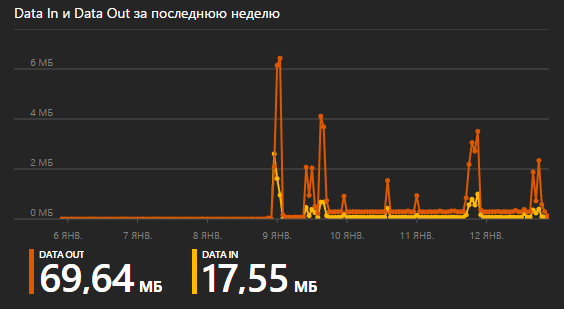 Data In и Data Out за последнюю неделю
6 МБ
4 МБ
2 МБ
0 МБ
6 ЯНВ.
7 ЯНВ.
8 ЯНВ.
9 ЯНВ.
10 ЯНВ.
11 ЯНВ.
12 ЯНВ.
DATA OUT
69,64 МБ
DATA IN
17,55 МБ